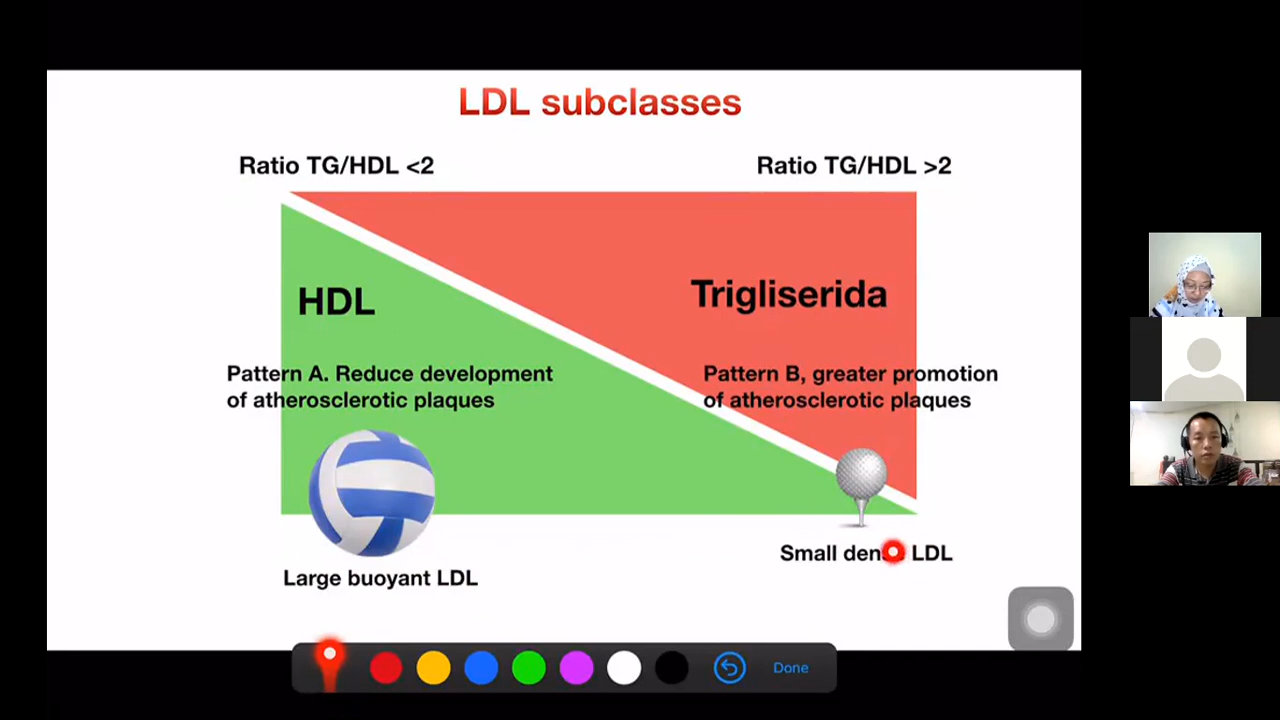 LDL subclasses
Ratio TG/HDL <2
Ratio TG/HDL >2
HDL
Trigliserida
Pattern A. Reduce development
of atherosclerotic plaques
Pattern B, greater promotion
of atherosclerotic plaques
Large buoyant LDL
Small dense LDL
Done